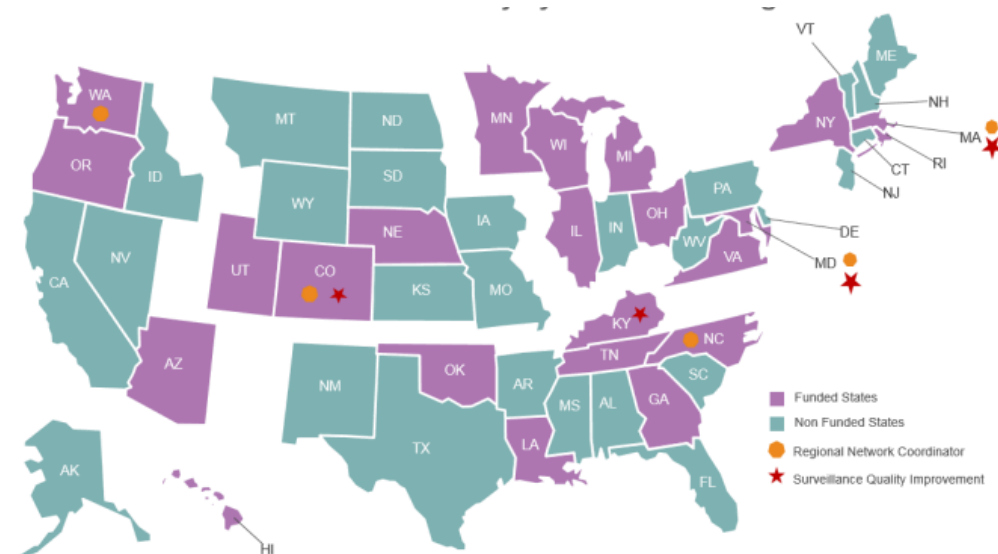 VT
ME
WA
MT
ND
MN
NH
NY
OR
WI
MA
ID
SD
MI
RI
WY
PA
CT
IA
NJ
NE
OH
IL
IN
DE
NV
WV
UT
CO
VA
MD
CA
KS
MO
KY
NC
TN
AZ
OK
SC
NM
AR
GA
MS
AL
Funded States
Non Funded States
LA
TX
Regional Network Coordinator
AK
FL
Surveillance Quality Improvement
HI